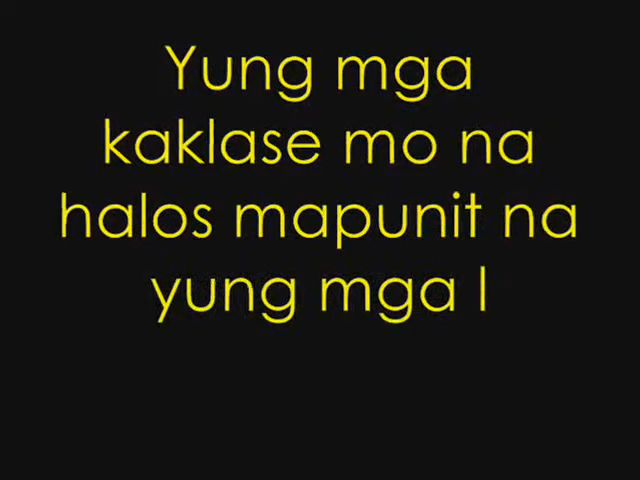 Yung mga
kaklase mo na
halos mapunit na
yung mga l